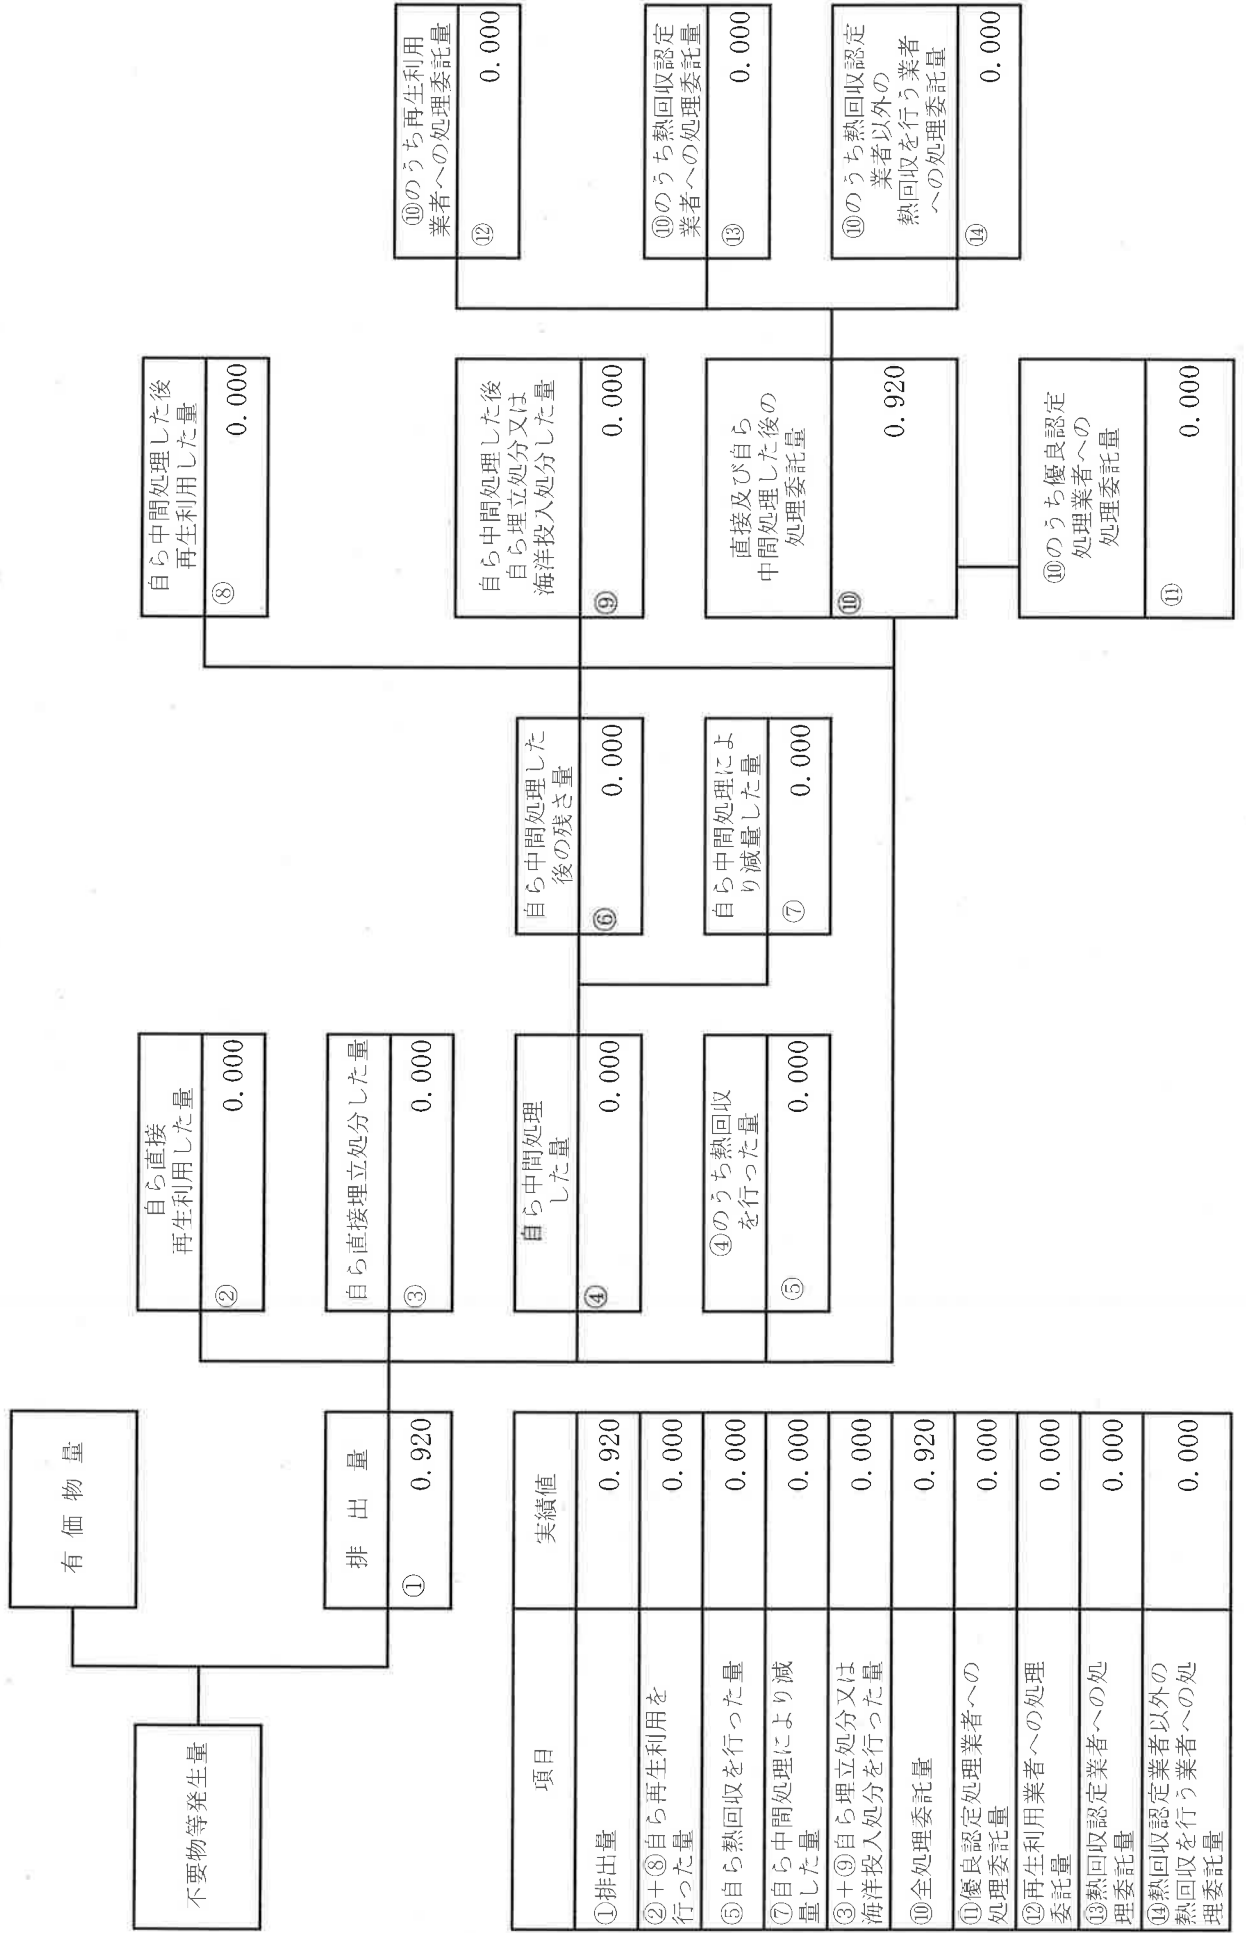 不要物等発生量
有価物量
排出量
① 0.920
自ら直接
再生利用した量
② 0.000
自ら直接埋立処分した量
③ 0.000
自ら中間処理
した量
④ 0.000
④のうち熱回収
を行った量
⑤ 0.000
自ら中間処理した
後の残さ量
⑥ 0.000
自ら中間処理によ
り減量した量
⑦ 0.000
自ら中間処理した後
再生利用した量
⑧ 0.000
自ら中間処理した後
自ら埋立処分又は
海洋投入処分した量
⑨ 0.000
直接及び自ら
中間処理した後の
処理委託量
⑩ 0.920
⑩のうち優良認定
処理業者への
処理委託量
⑪ 0.000
⑩のうち再生利用
業者への処理委託量
⑫ 0.000
⑩のうち熱回収認定
業者への処理委託量
⑬ 0.000
⑩のうち熱回収認定
業者以外の
熱回収を行う業者
への処理委託量
⑭ 0.000
項目 実績値
①排出量 0.920
②+⑧自ら再生利用を
行った量 0.000
⑤自ら熱回収を行った量 0.000
⑦自ら中間処理により減
量した量 0.000
③+⑨自ら埋立処分又は
海洋投入処分を行った量 0.000
⑩全処理委託量 0.920
⑪優良認定処理業者への
処理委託量 0.000
⑫再生利用業者への処理
委託量 0.000
⑬熱回収認定業者への処
理委託量 0.000
⑭熱回収認定業者以外の
熱回収を行う業者への処
理委託量 0.000